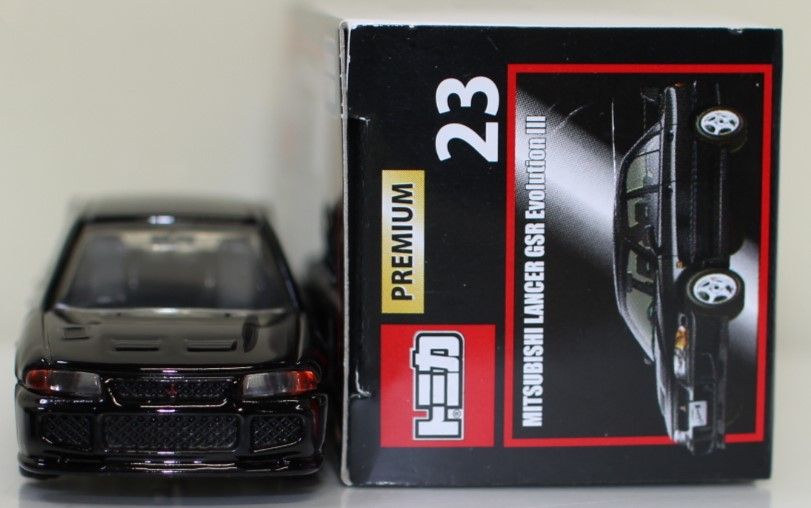 トミカ®
PREMIUM
23
MITSUBISHI LANCER GSR Evolution III